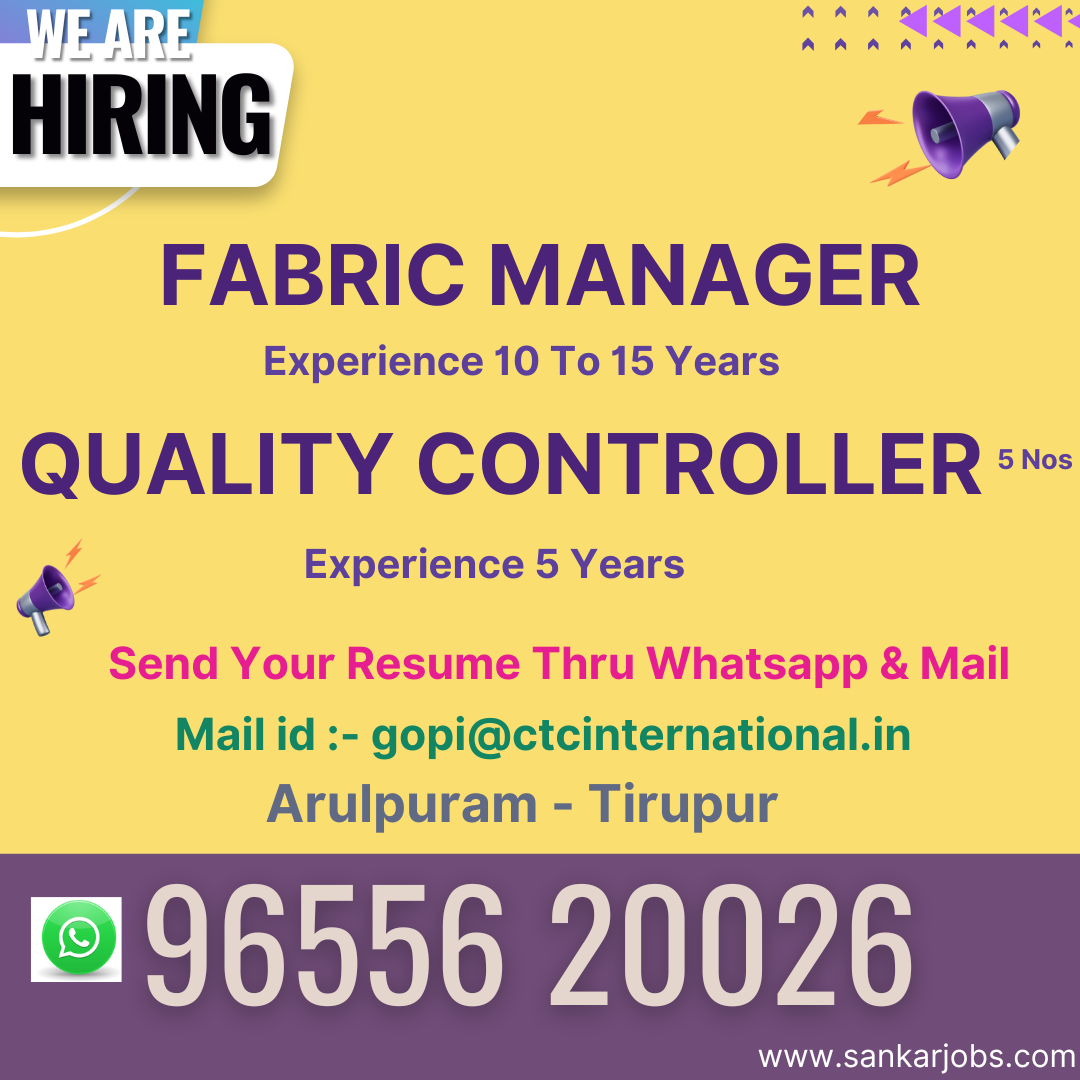 WE ARE
HIRING
FABRIC MANAGER
Experience 10 To 15 Years
QUALITY CONTROLLER 5 Nos
Experience 5 Years
Send Your Resume Thru Whatsapp & Mail
Mail id :- gopi@ctcinternational.in
Arulpuram - Tirupur
96556 20026
www.sankarjobs.com